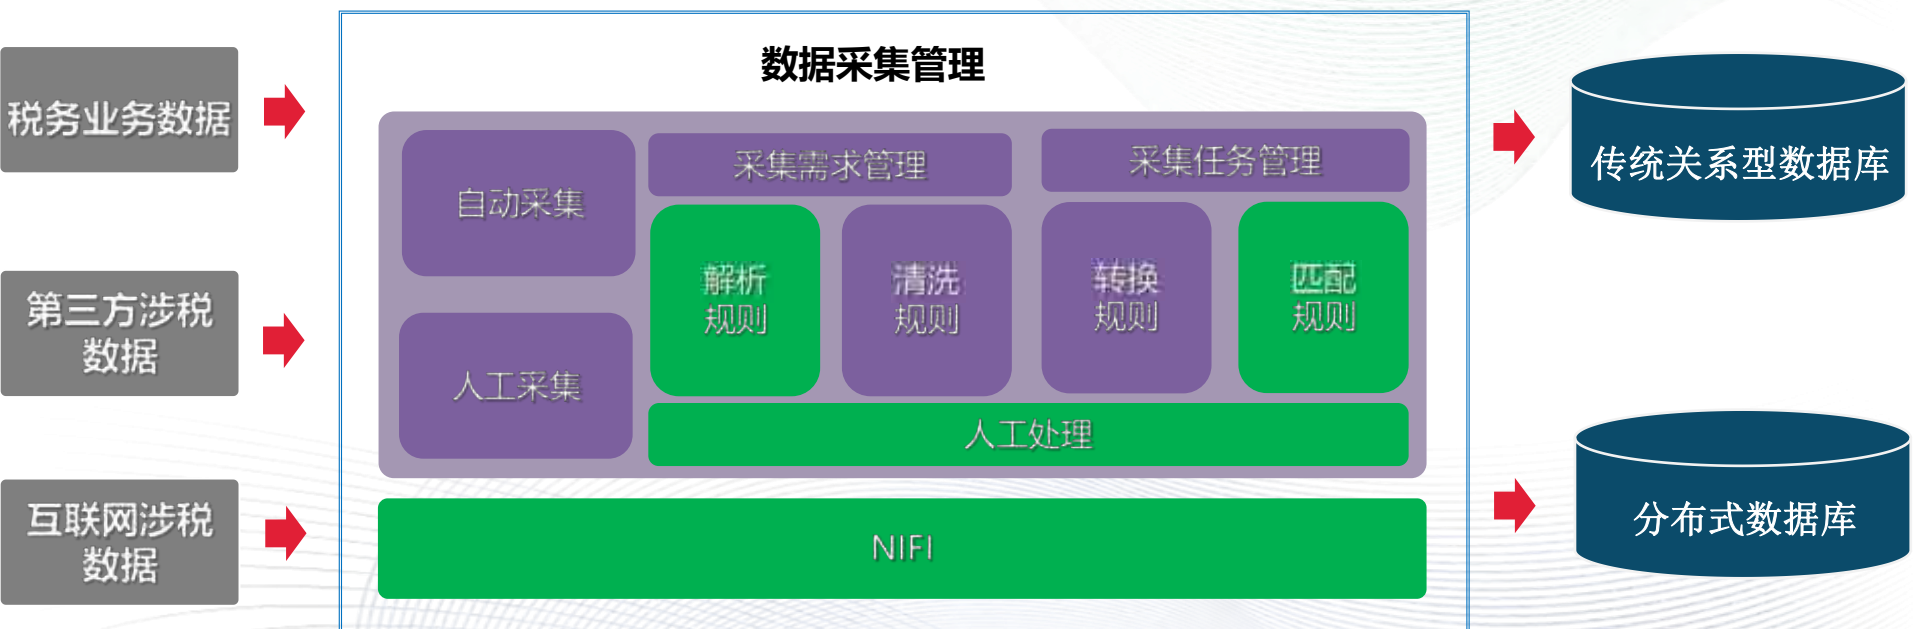 数据采集管理
税务业务数据
第三方涉税
数据
互联网涉税
数据
自动采集
人工采集
采集需求管理
采集任务管理
解析
规则
清洗
规则
转换
规则
匹配
规则
人工处理
NIFI
传统关系型数据库
分布式数据库